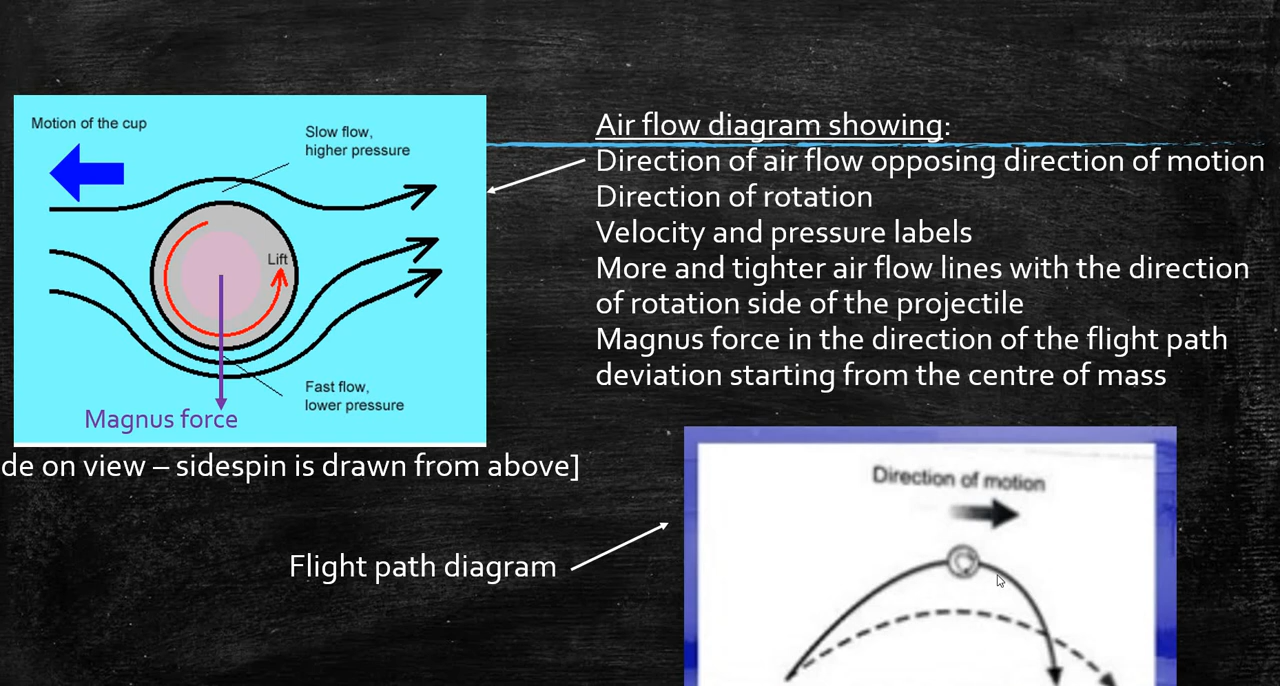 Motion of the cup
Slow flow,
higher pressure
Lift
Fast flow,
lower pressure
Magnus force
de on view – sidespin is drawn from above]
Air flow diagram showing:
Direction of air flow opposing direction of motion
Direction of rotation
Velocity and pressure labels
More and tighter air flow lines with the direction
of rotation side of the projectile
Magnus force in the direction of the flight path
deviation starting from the centre of mass
Flight path diagram
Direction of motion